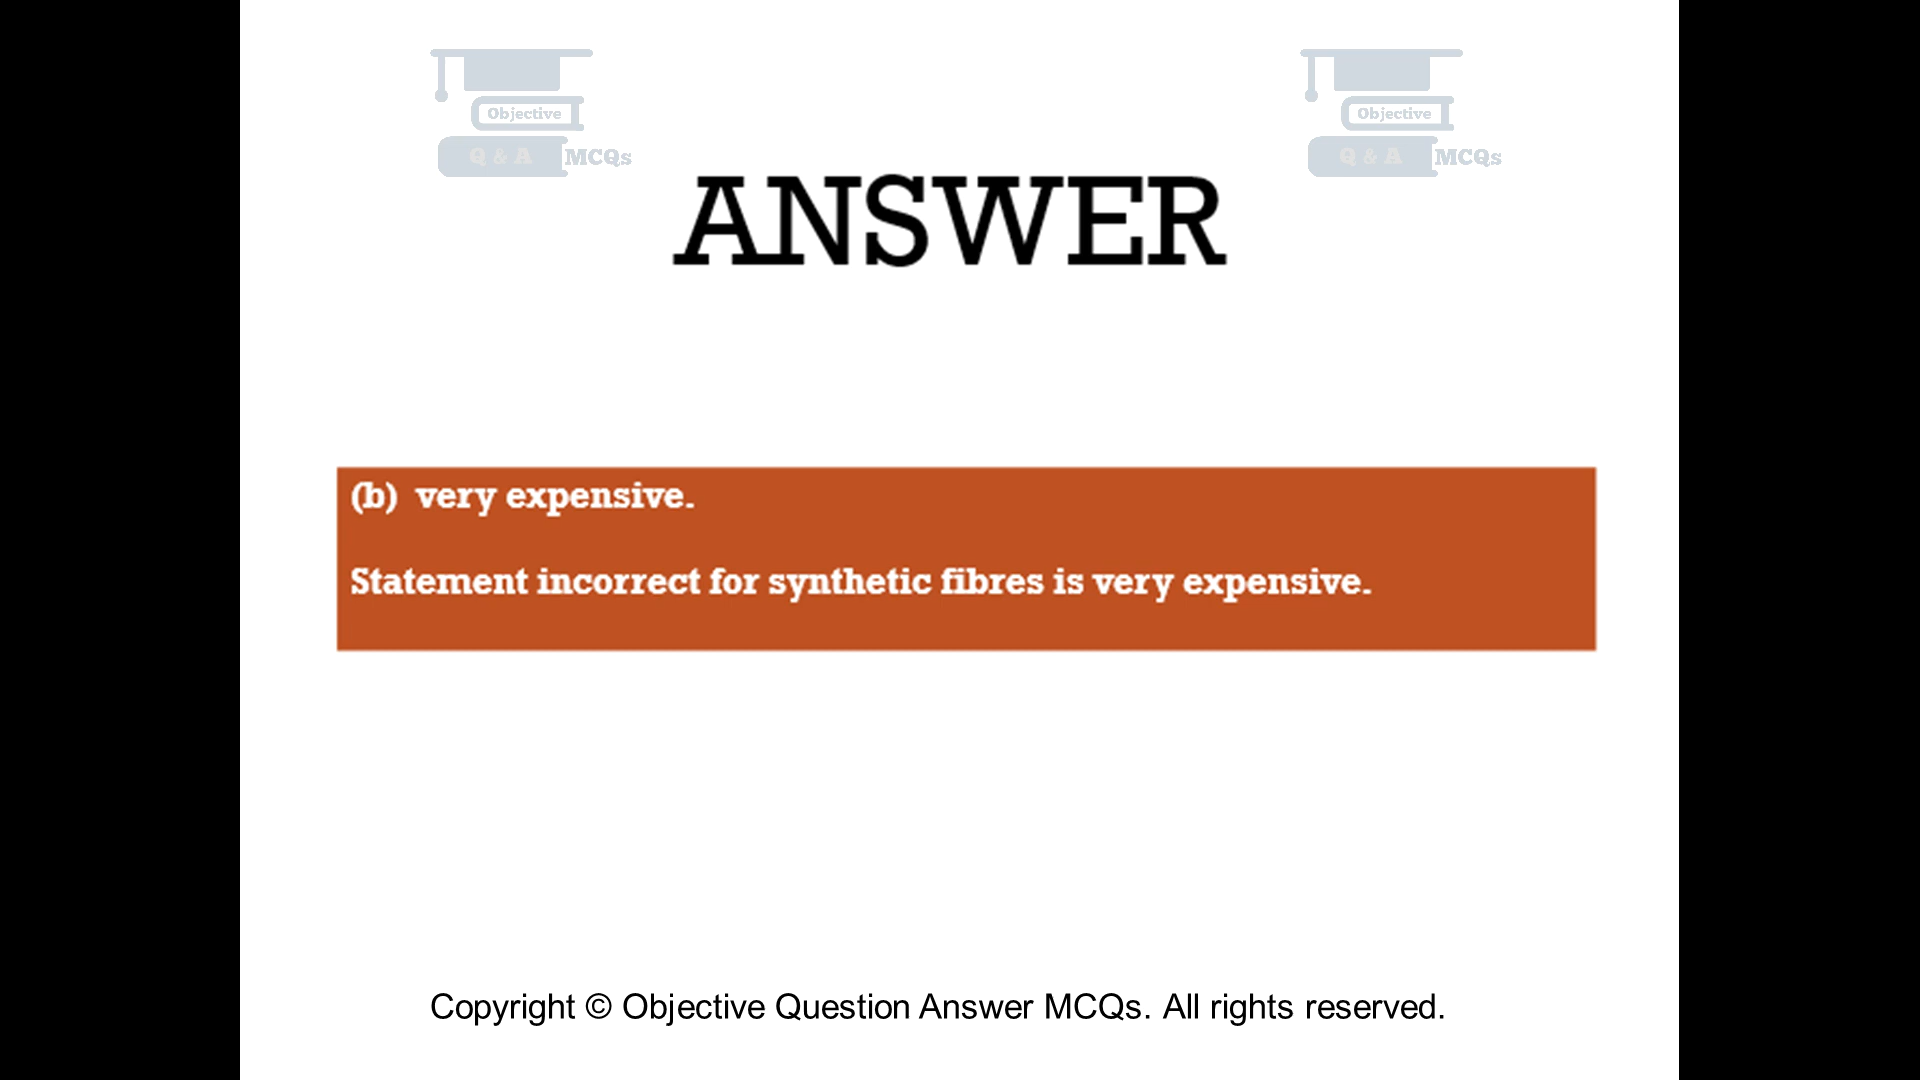 Objective
Q & A MCQs
Objective
Q & A MCQs
ANSWER
(b) very expensive.
Statement incorrect for synthetic fibres is very expensive.
Copyright © Objective Question Answer MCQs. All rights reserved.